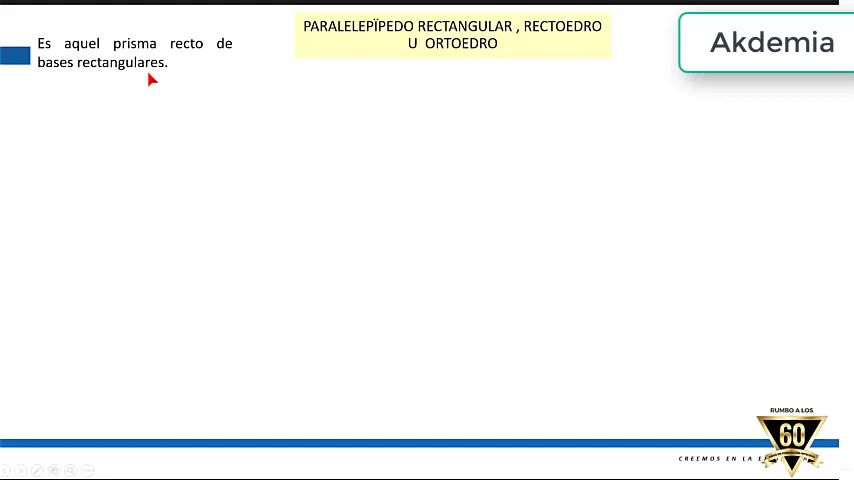 PARALELEPÏPEDO RECTANGULAR , RECTOEDRO
U ORTOEDRO
Akdemia
Es aquel prisma recto de
bases rectangulares.
RUMBO A LOS
60
CREEMOS EN LA